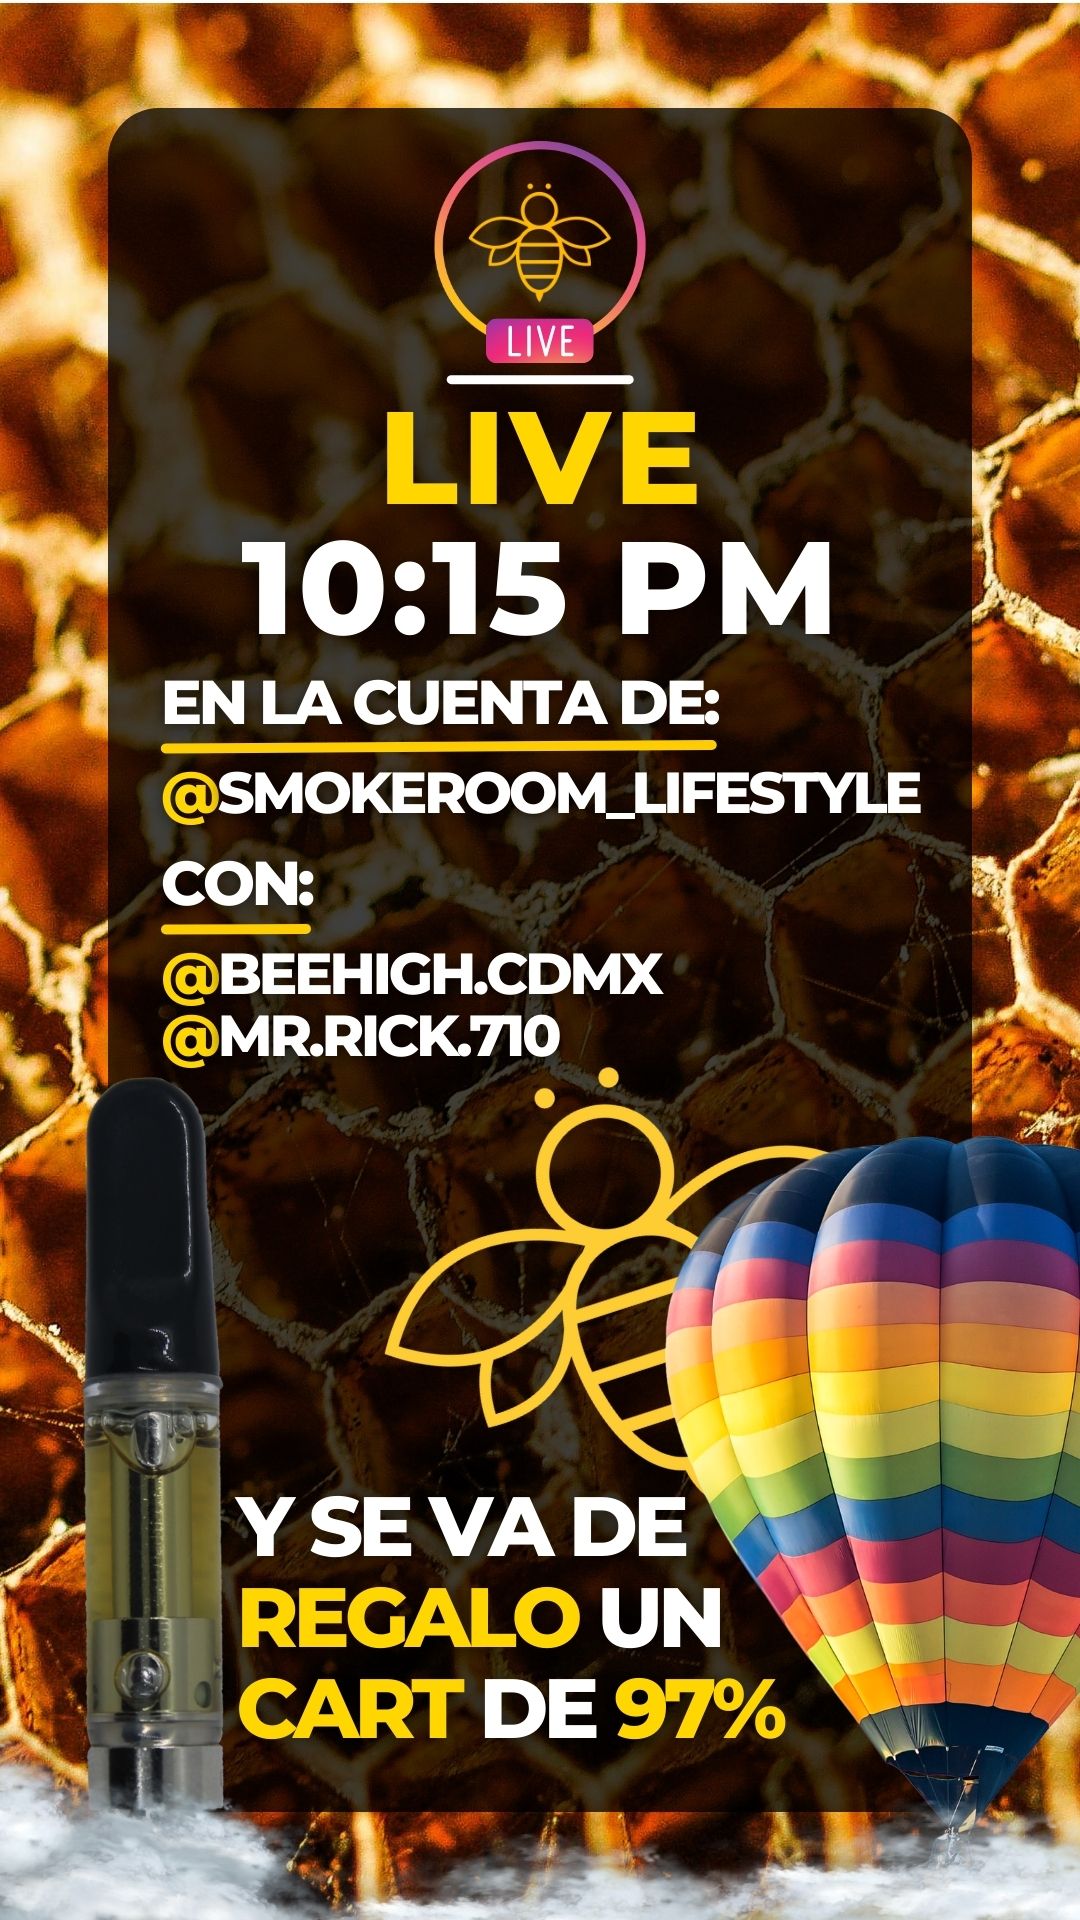 LIVE
LIVE
10:15 PM
EN LA CUENTA DE:
@SMOKEROOM_LIFESTYLE
CON:
@BEEHIGH.CDMX
@MR.RICK.710
Y SE VA DE
REGALO UN
CART DE 97%